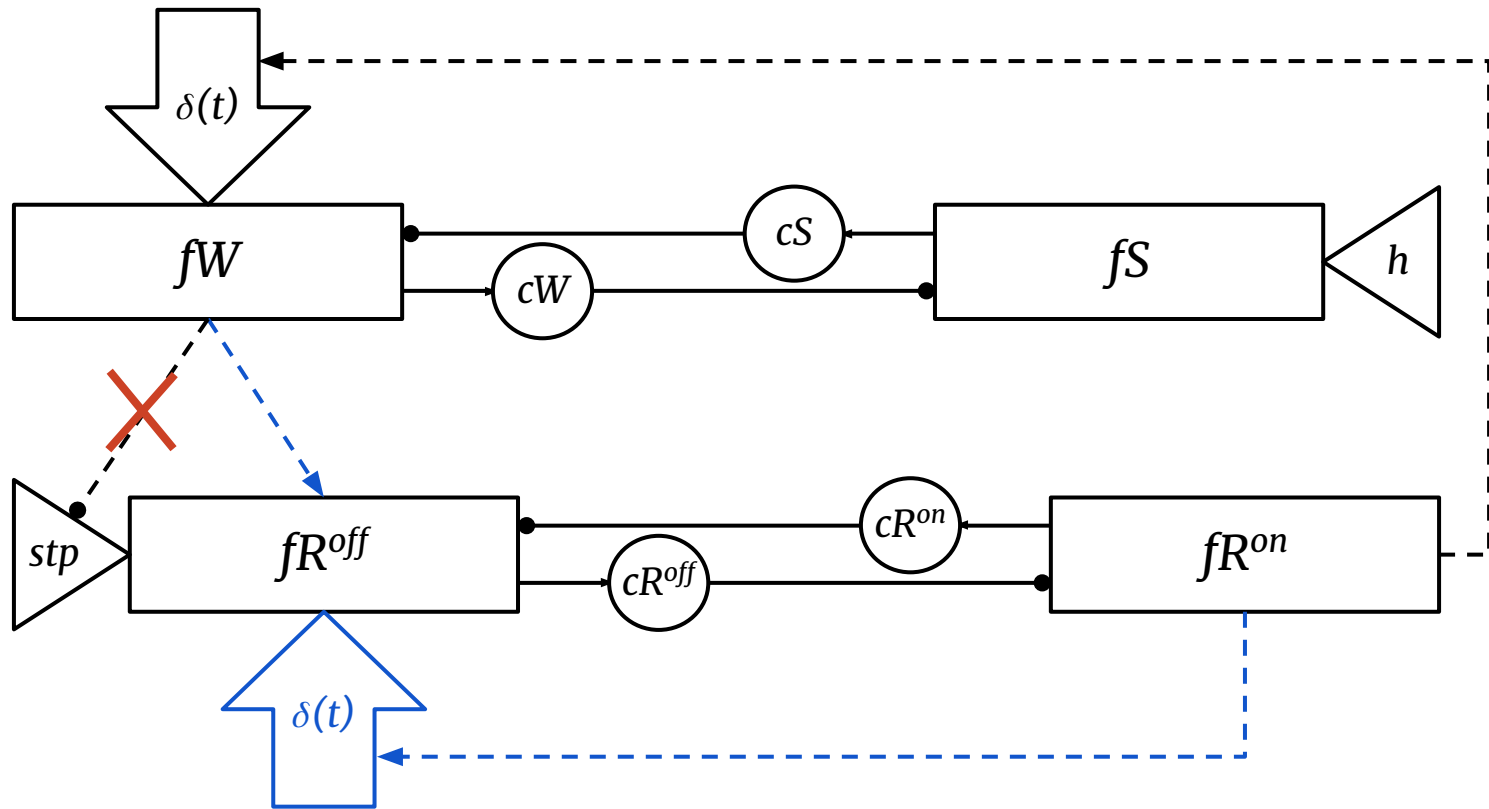 δ(t)
fW
cS
cW
fS
h
stp
fR^off
cR^on
cR^off
fR^on
δ(t)